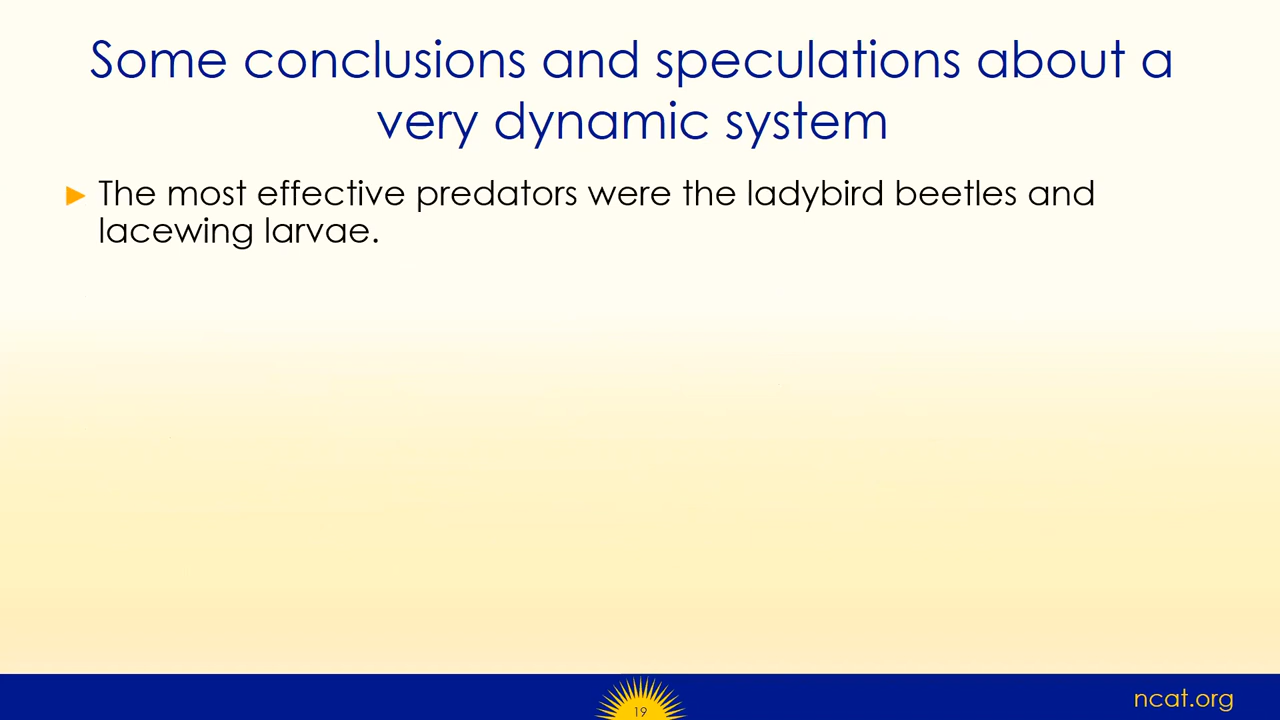 Some conclusions and speculations about a
very dynamic system
► The most effective predators were the ladybird beetles and
lacewing larvae.
19
ncat.org